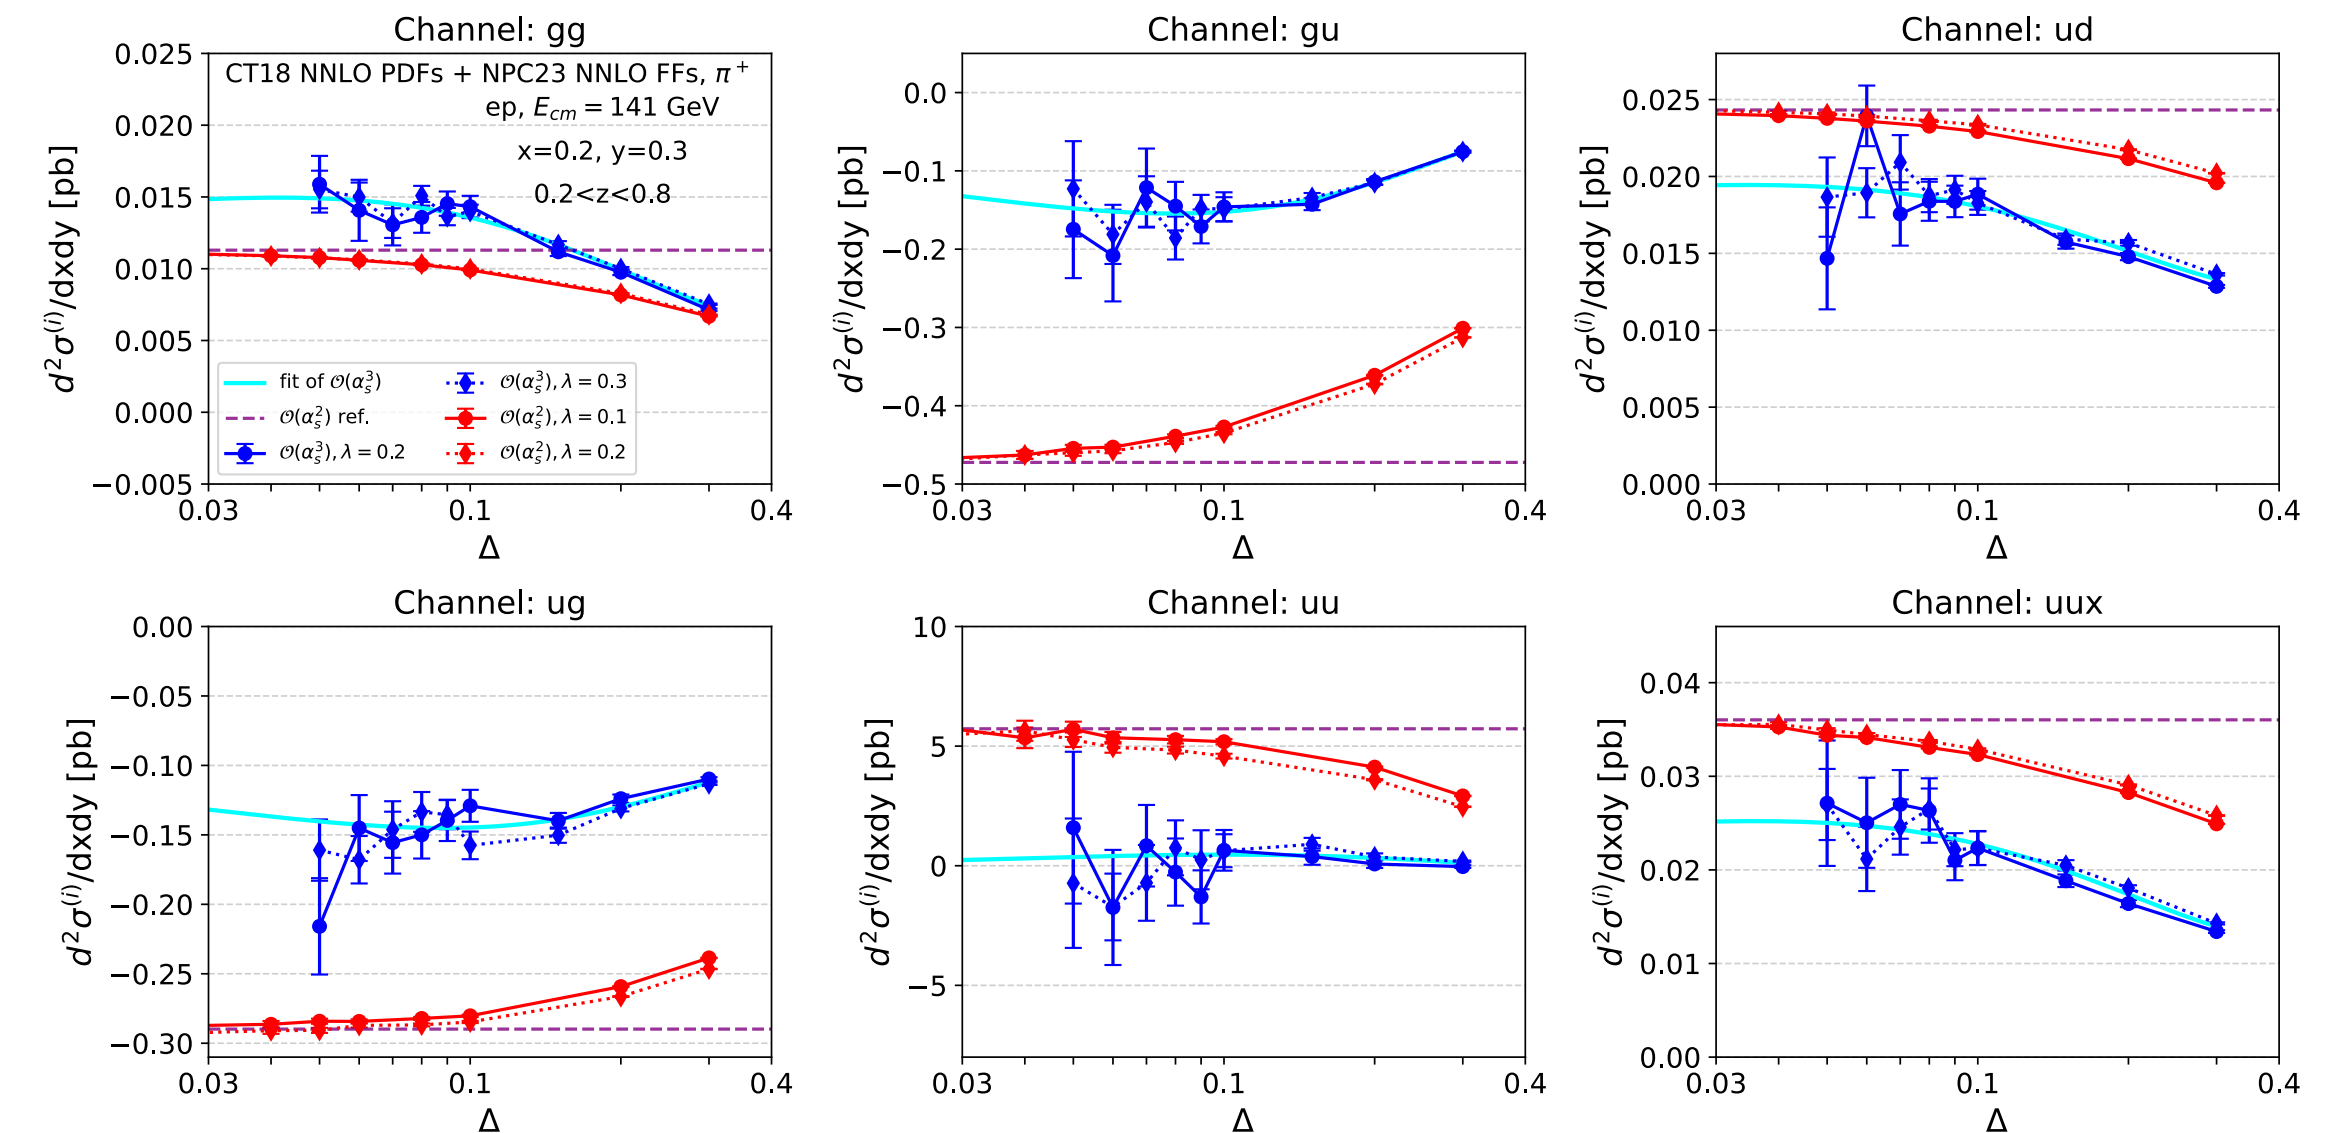 Channel: gg
d²σ⁽ⁱ⁾/dxdy [pb]
0.025
0.020
0.015
0.010
0.005
0.000
−0.005
CT18 NNLO PDFs + NPC23 NNLO FFs, π⁺
ep, E_cm = 141 GeV
x=0.2, y=0.3
0.2<z<0.8
fit of 𝒪(αₛ³)
𝒪(αₛ²) ref.
𝒪(αₛ³), λ = 0.2
𝒪(αₛ³), λ = 0.3
𝒪(αₛ²), λ = 0.1
𝒪(αₛ²), λ = 0.2
0.03 0.1 0.4
Δ
Channel: gu
d²σ⁽ⁱ⁾/dxdy [pb]
0.0
−0.1
−0.2
−0.3
−0.4
−0.5
0.03 0.1 0.4
Δ
Channel: ud
d²σ⁽ⁱ⁾/dxdy [pb]
0.025
0.020
0.015
0.010
0.005
0.000
0.03 0.1 0.4
Δ
Channel: ug
d²σ⁽ⁱ⁾/dxdy [pb]
0.00
−0.05
−0.10
−0.15
−0.20
−0.25
−0.30
0.03 0.1 0.4
Δ
Channel: uu
d²σ⁽ⁱ⁾/dxdy [pb]
10
5
0
−5
0.03 0.1 0.4
Δ
Channel: uux
d²σ⁽ⁱ⁾/dxdy [pb]
0.04
0.03
0.02
0.01
0.00
0.03 0.1 0.4
Δ